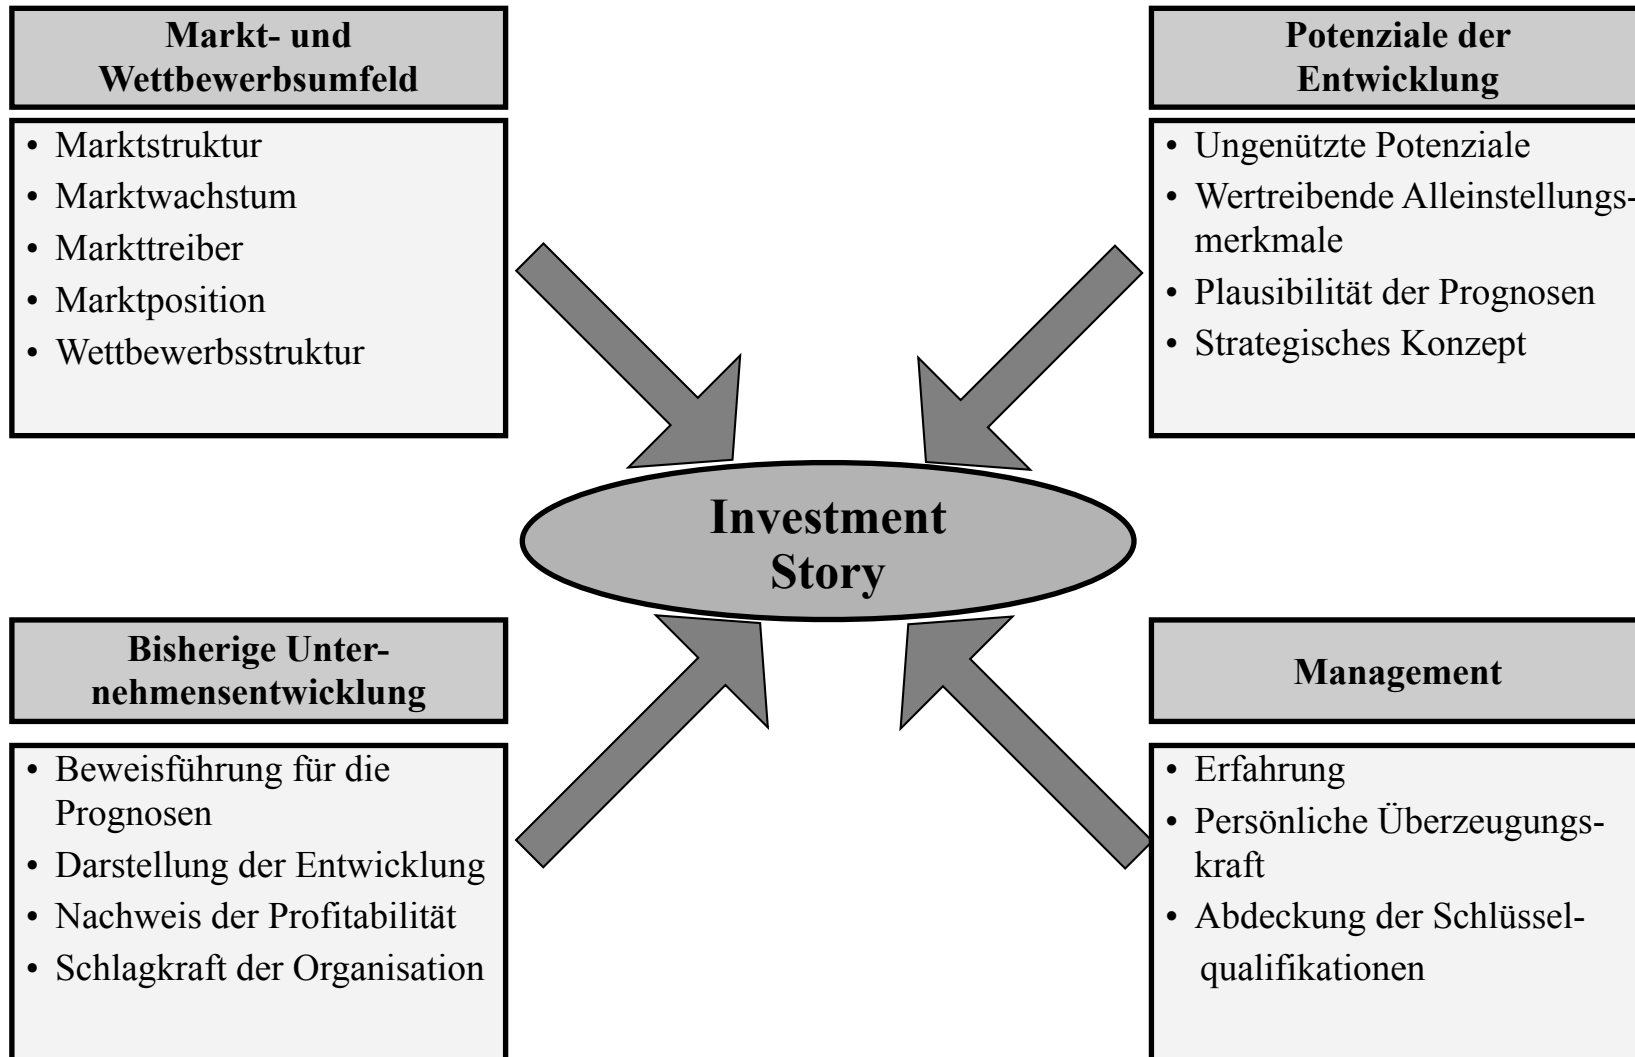 Markt- und
Wettbewerbsumfeld
• Marktstruktur
• Marktwachstum
• Markttreiber
• Marktposition
• Wettbewerbsstruktur
Potenziale der
Entwicklung
• Ungenützte Potenziale
• Wertreibende Alleinstellungs-
merkmale
• Plausibilität der Prognosen
• Strategisches Konzept
Investment
Story
Bisherige Unter-
nehmensentwicklung
• Beweisführung für die
Prognosen
• Darstellung der Entwicklung
• Nachweis der Profitabilität
• Schlagkraft der Organisation
Management
• Erfahrung
• Persönliche Überzeugungs-
kraft
• Abdeckung der Schlüssel-
qualifikationen